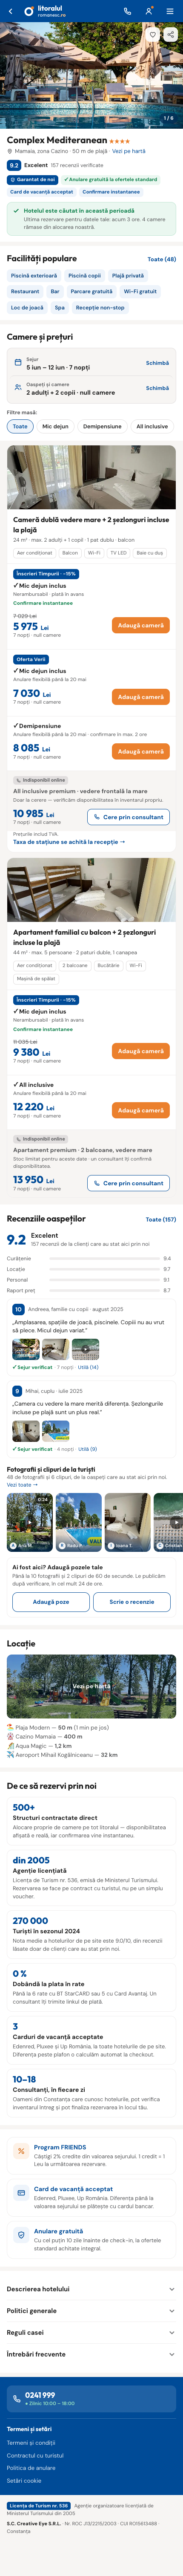 litoralul
romanesc.ro
1 / 6
Complex Mediteranean
9.2 Excelent 157 recenzii verificate
Garantat de noi ✓Anulare gratuită la ofertele standard
Card de vacanță acceptat Confirmare instantanee
Mamaia, zona Cazino · 50 m de plajă · Vezi pe hartă
Hotelul este căutat în această perioadă
Ultima rezervare pentru datele tale: acum 3 ore. 4 camere rămase din alocarea noastră.
Facilități populare
Toate (48)
Piscină exterioară Piscină copii Plajă privată
Restaurant Bar Parcare gratuită Wi-Fi gratuit
Loc de joacă Spa Recepție non-stop
Camere și prețuri
Sejur
5 iun – 12 iun · 7 nopți
Schimbă
Oaspeți și camere
2 adulți + 2 copii · null camere
Schimbă
Filtre masă:
Toate Mic dejun Demipensiune All inclusive
Cameră dublă vedere mare + 2 șezlonguri incluse la plajă
24 m² · max. 2 adulți + 1 copil · 1 pat dublu · balcon
Aer condiționat Balcon Wi-Fi TV LED Baie cu duș
Înscrieri Timpurii · -15%
✓Mic dejun inclus
Nerambursabil · plată în avans
Confirmare instantanee
7 029 Lei
5 975 Lei
7 nopți · null camere
Adaugă cameră
Oferta Verii
✓Mic dejun inclus
Anulare flexibilă până la 20 mai
7 030 Lei
7 nopți · null camere
Adaugă cameră
✓Demipensiune
Anulare flexibilă până la 20 mai · confirmare în max. 2 ore
8 085 Lei
7 nopți · null camere
Adaugă cameră
Indisponibil online
All inclusive premium · vedere frontală la mare
Doar la cerere — verificăm disponibilitatea în inventarul propriu.
10 985 Lei
7 nopți · null camere
Cere prin consultant
Prețurile includ TVA.
Taxa de stațiune se achită la recepție →
Apartament familial cu balcon + 2 șezlonguri incluse la plajă
44 m² · max. 5 persoane · 2 paturi duble, 1 canapea
Aer condiționat 2 balcoane Bucătărie Wi-Fi
Mașină de spălat
Înscrieri Timpurii · -15%
✓Mic dejun inclus
Nerambursabil · plată în avans
Confirmare instantanee
11 035 Lei
9 380 Lei
7 nopți · null camere
Adaugă cameră
✓All inclusive
Anulare flexibilă până la 20 mai
12 220 Lei
7 nopți · null camere
Adaugă cameră
Indisponibil online
Apartament premium · 2 balcoane, vedere mare
Stoc limitat pentru aceste date · un consultant îți confirmă disponibilitatea.
13 950 Lei
7 nopți · null camere
Cere prin consultant
Recenziile oaspeților
Toate (157)
9.2
Excelent
157 recenzii de la clienți care au stat aici prin noi
Curățenie 9.4
Locație 9.7
Personal 9.1
Raport preț 8.7
10 Andreea, familie cu copii · august 2025
„Amplasarea, spațiile de joacă, piscinele. Copiii nu au vrut să plece. Micul dejun variat.”
✓Sejur verificat 7 nopți Utilă (14)
9 Mihai, cuplu · iulie 2025
„Camera cu vedere la mare merită diferența. Șezlongurile incluse pe plajă sunt un plus real.”
✓Sejur verificat 4 nopți Utilă (9)
Fotografii și clipuri de la turiști
48 de fotografii și 6 clipuri, de la oaspeți care au stat aici prin noi.
Vezi toate →
0:24
Ana M. Radu P. Ioana T. Cristian
Ai fost aici? Adaugă pozele tale
Până la 10 fotografii și 2 clipuri de 60 de secunde. Le publicăm după verificare, în cel mult 24 de ore.
Adaugă poze
Scrie o recenzie
Locație
Vezi pe hartă
Plaja Modern — 50 m (1 min pe jos)
Cazino Mamaia — 400 m
Aqua Magic — 1,2 km
Aeroport Mihail Kogălniceanu — 32 km
De ce să rezervi prin noi
500+
Structuri contractate direct
Alocare proprie de camere pe tot litoralul — disponibilitatea afișată e reală, iar confirmarea vine instantaneu.
din 2005
Agenție licențiată
Licența de Turism nr. 536, emisă de Ministerul Turismului. Rezervarea se face pe contract cu turistul, nu pe un simplu voucher.
270 000
Turiști în sezonul 2024
Nota medie a hotelurilor de pe site este 9.0/10, din recenzii lăsate doar de clienți care au stat prin noi.
0 %
Dobândă la plata în rate
Până la 6 rate cu BT StarCARD sau 5 cu Card Avantaj. Un consultant îți trimite linkul de plată.
3
Carduri de vacanță acceptate
Edenred, Pluxee și Up România, la toate hotelurile de pe site. Diferența peste plafon o calculăm automat la checkout.
10–18
Consultanți, în fiecare zi
Oameni din Constanța care cunosc hotelurile, pot verifica inventarul propriu și îți pot finaliza rezervarea în locul tău.
Program FRIENDS
Câștigi 2% credite din valoarea sejurului. 1 credit = 1 Leu la următoarea rezervare.
Card de vacanță acceptat
Edenred, Pluxee, Up România. Diferența până la valoarea sejurului se plătește cu cardul bancar.
Anulare gratuită
Cu cel puțin 10 zile înainte de check-in, la ofertele standard achitate integral.
Descrierea hotelului
Politici generale
Reguli casei
Întrebări frecvente
0241 999
Zilnic 10:00 – 18:00
Termeni și setări
Termeni și condiții
Contractul cu turistul
Politica de anulare
Setări cookie
Licența de Turism nr. 536 Agenție organizatoare licențiată de Ministerul Turismului din 2005
S.C. Creative Eye S.R.L. · Nr. ROC J13/2215/2003 · CUI RO15613488 · Constanța